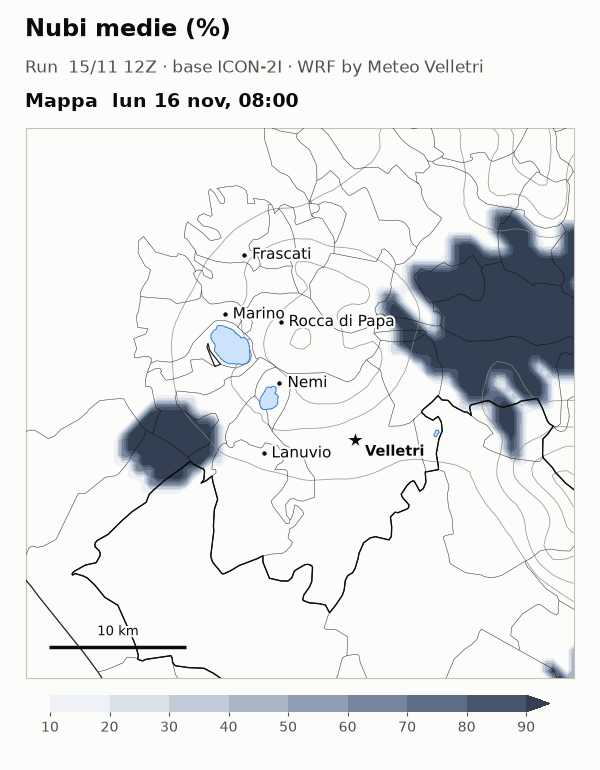 Nubi medie (%)
Run  15/11 12Z · base ICON-2I · WRF by Meteo Velletri
Mappa  lun 16 nov, 08:00
Frascati
Marino
Rocca di Papa
Nemi
Velletri
Lanuvio
10 km
10 20 30 40 50 60 70 80 90